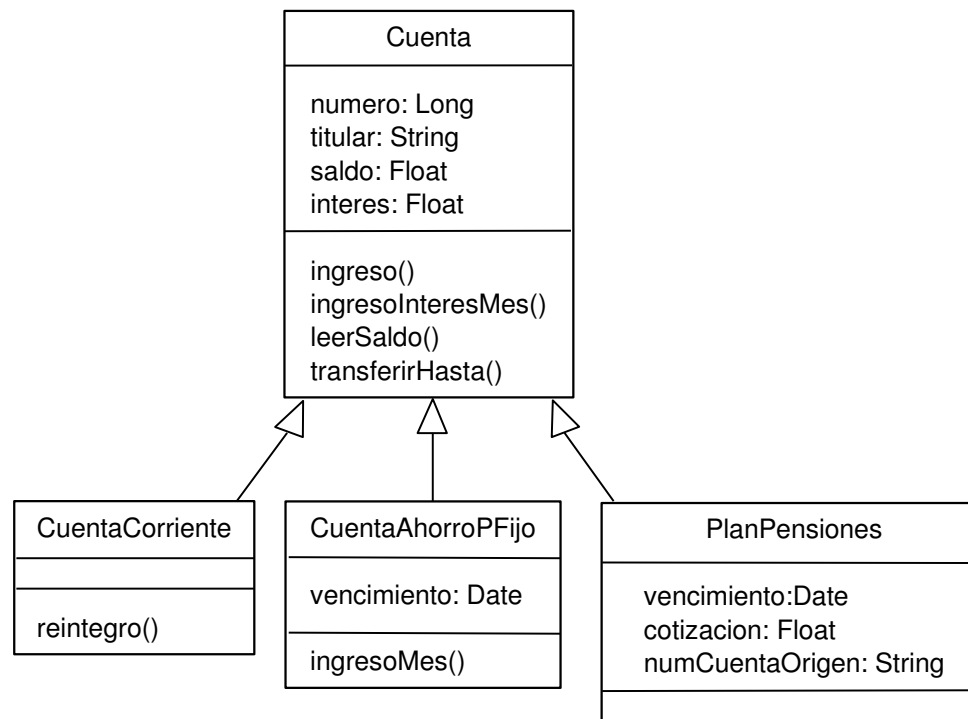 Cuenta
numero: Long
titular: String
saldo: Float
interes: Float
ingreso()
ingresoInteresMes()
leerSaldo()
transferirHasta()
CuentaCorriente
reintegro()
CuentaAhorroPFijo
vencimiento: Date
ingresoMes()
PlanPensiones
vencimiento:Date
cotizacion: Float
numCuentaOrigen: String